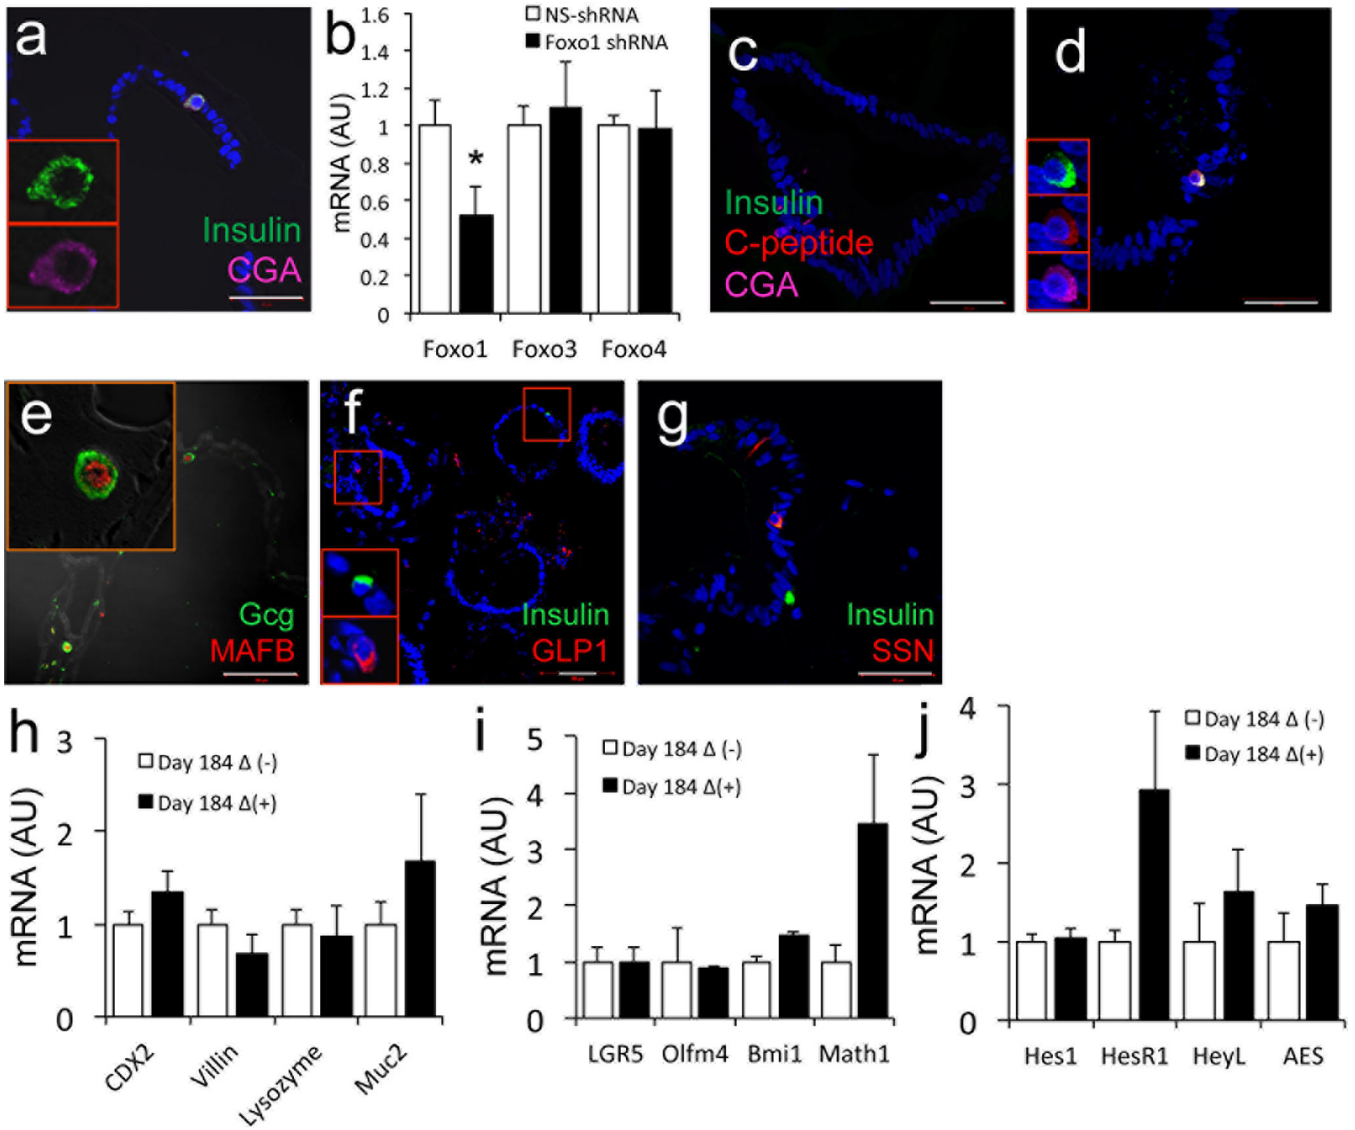 a
Insulin
CGA
b
mRNA (AU)
1.6
1.4
1.2
1
0.8
0.6
0.4
0.2
0
NS-shRNA
Foxo1 shRNA
*
Foxo1 Foxo3 Foxo4
c
Insulin
C-peptide
CGA
d
e
Gcg
MAFB
f
Insulin
GLP1
g
Insulin
SSN
h
mRNA (AU)
3
2
1
0
Day 184 Δ (-)
Day 184 Δ(+)
CDX2 Villin Lysozyme Muc2
i
mRNA (AU)
5
4
3
2
1
0
Day 184 Δ (-)
Day 184 Δ(+)
LGR5 Olfm4 Bmi1 Math1
j
mRNA (AU)
4
3
2
1
0
Day 184 Δ (-)
Day 184 Δ(+)
Hes1 HesR1 HeyL AES